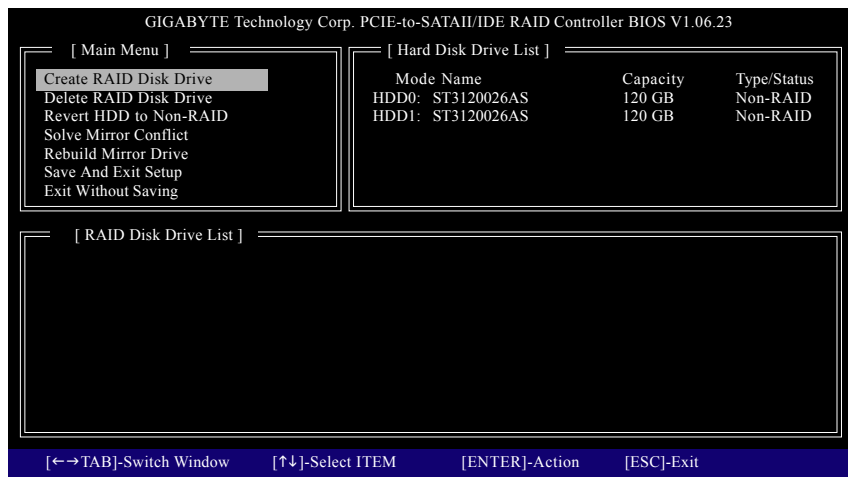 GIGABYTE Technology Corp. PCIE-to-SATAII/IDE RAID Controller BIOS V1.06.23
[ Main Menu ]
Create RAID Disk Drive
Delete RAID Disk Drive
Revert HDD to Non-RAID
Solve Mirror Conflict
Rebuild Mirror Drive
Save And Exit Setup
Exit Without Saving
[ Hard Disk Drive List ]
Mode Name Capacity Type/Status
HDD0: ST3120026AS 120 GB Non-RAID
HDD1: ST3120026AS 120 GB Non-RAID
[ RAID Disk Drive List ]
[←→TAB]-Switch Window [↑↓]-Select ITEM [ENTER]-Action [ESC]-Exit